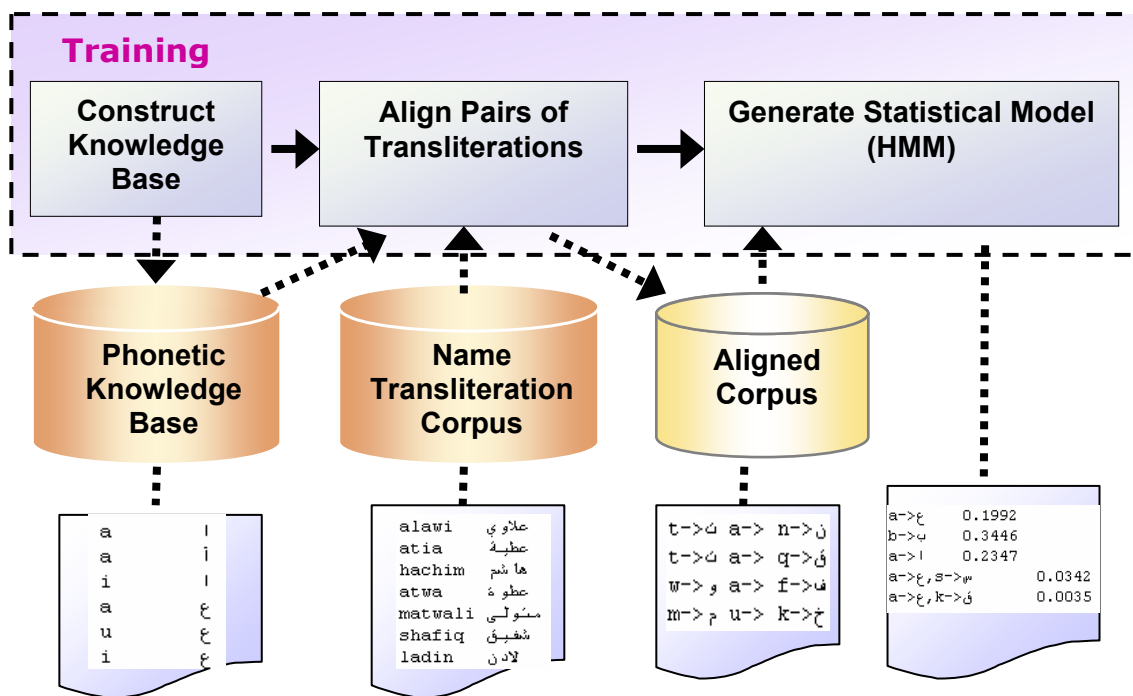 Training
Construct
Knowledge
Base
Align Pairs of
Transliterations
Generate Statistical Model
(HMM)
Phonetic
Knowledge
Base
Name
Transliteration
Corpus
Aligned
Corpus
a ا
a أ
i ا
a ع
u ع
i ع
alawi علاوي
atia عطية
hachim هاشم
atwa عطوة
matwali متولى
shafiq شفيق
ladin لادن
t->ت a-> n->ن
t->ت a-> q->ق
w->و a-> f->ف
m->م u-> k->خ
a->ع 0.1992
b->ب 0.3446
a->ا 0.2347
a->ع,s->س 0.0342
a->ع,k->ق 0.0035